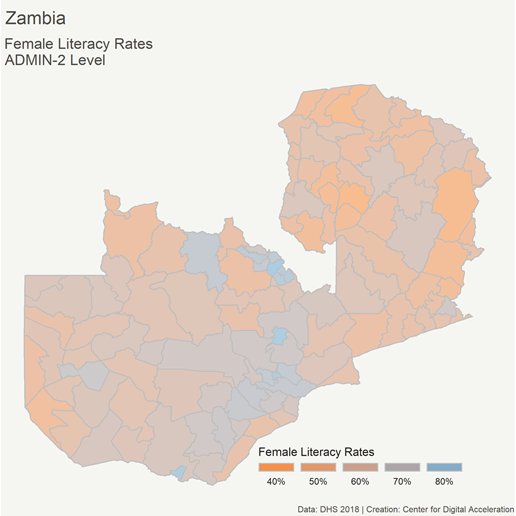 Zambia
Female Literacy Rates
ADMIN-2 Level
Female Literacy Rates
40% 50% 60% 70% 80%
Data: DHS 2018 | Creation: Center for Digital Acceleration